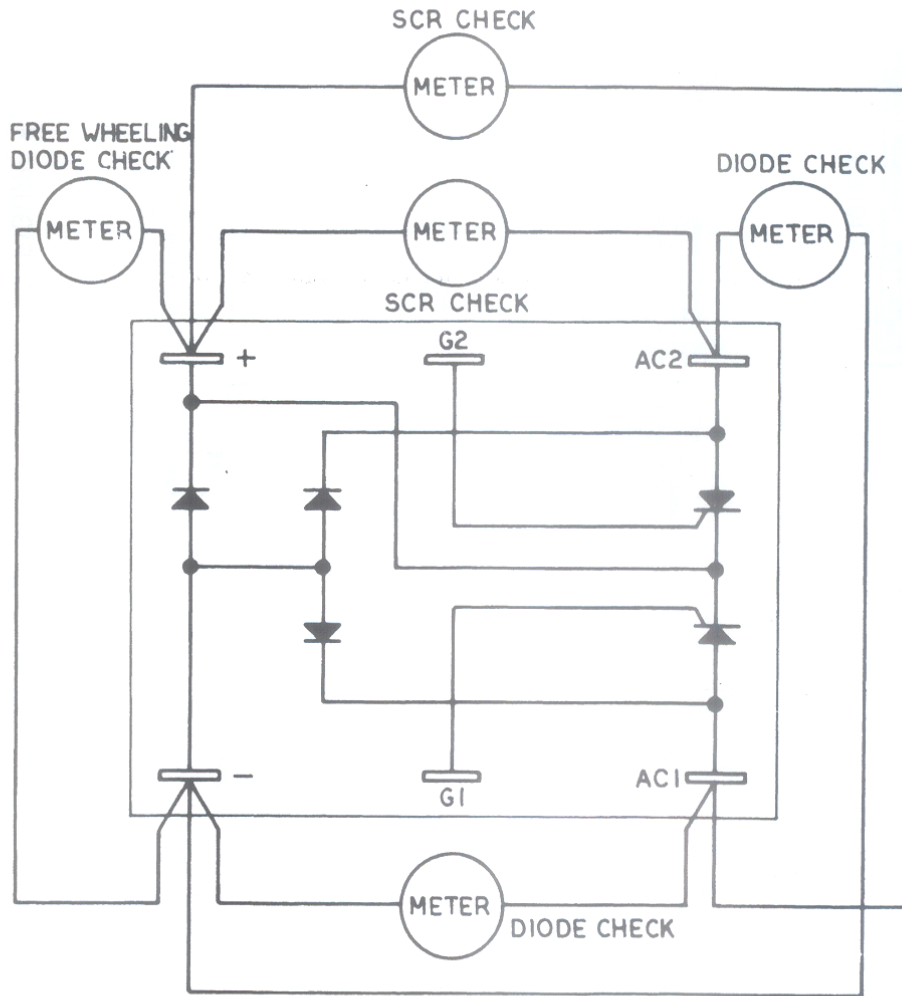 SCR CHECK
METER
FREE WHEELING
DIODE CHECK
METER
METER
DIODE CHECK
METER
SCR CHECK
+
G2
AC2
-
G1
AC1
METER
DIODE CHECK